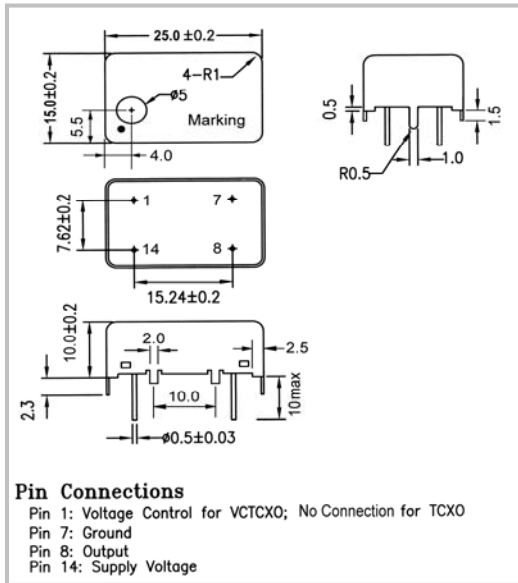 25.0 ±0.2
4-R1
15.0±0.2
ø5
5.5
Marking
4.0
0.5
1.5
R0.5
1.0
1
7
7.62±0.2
14
8
15.24±0.2
10.0±0.2
2.0
2.5
2.3
10.0
10max
ø0.5±0.03
Pin Connections
Pin 1: Voltage Control for VCTCXO; No Connection for TCXO
Pin 7: Ground
Pin 8: Output
Pin 14: Supply Voltage